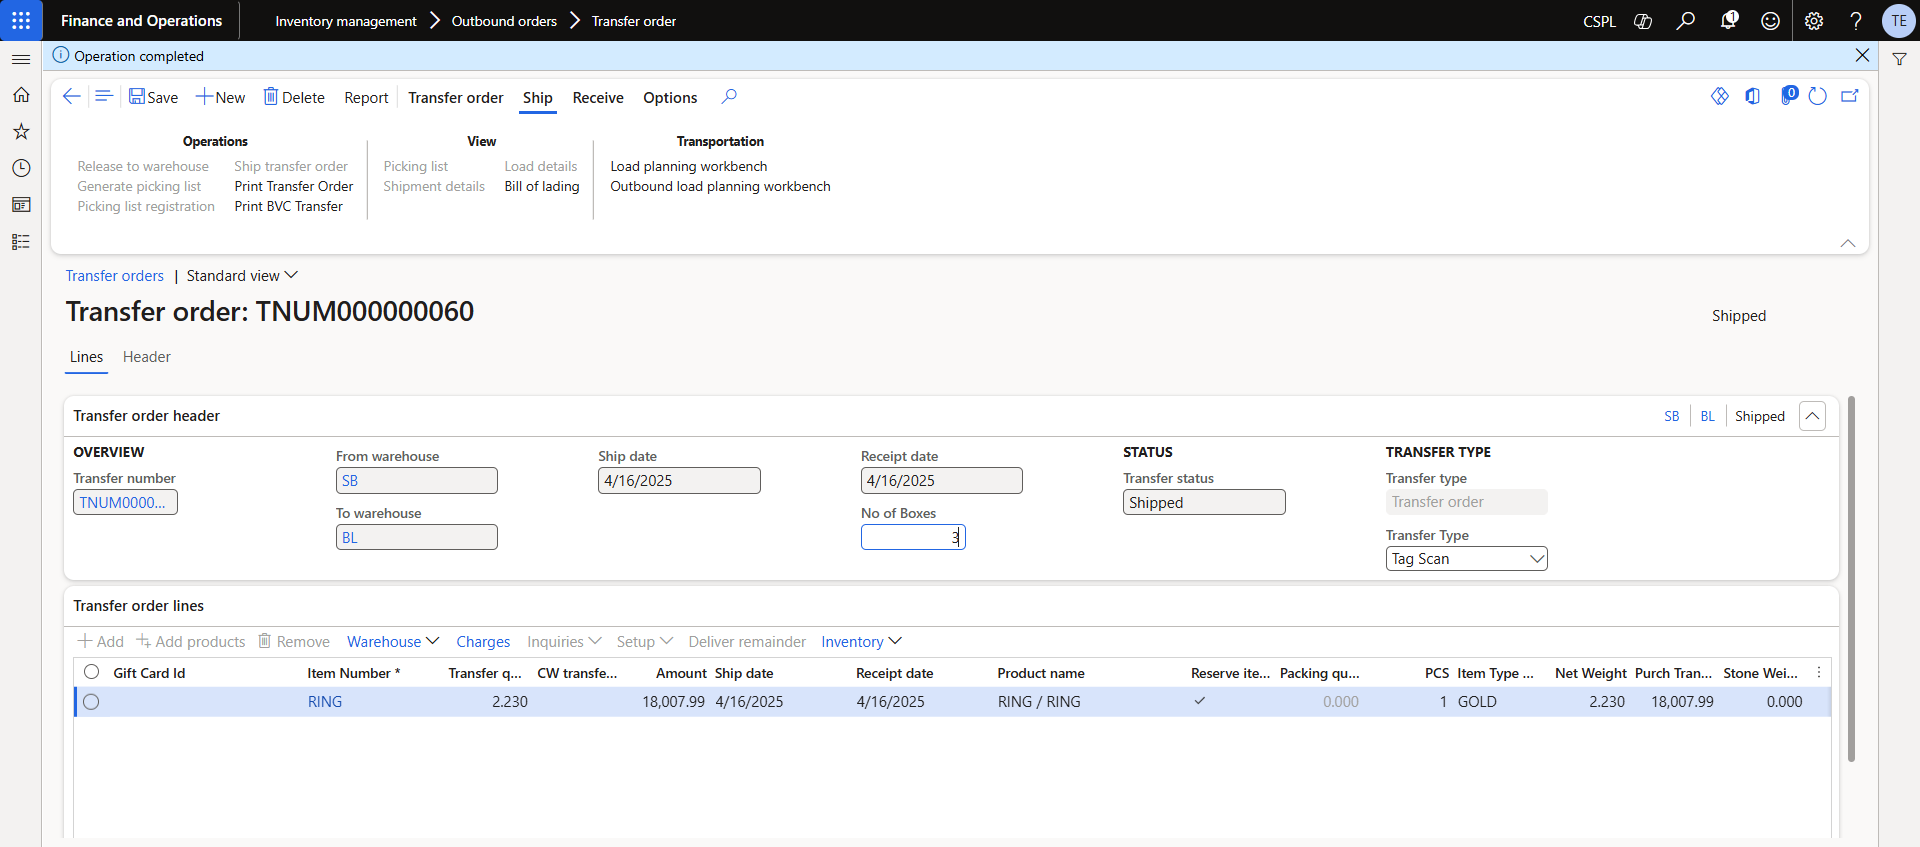 Finance and Operations
Inventory management > Outbound orders > Transfer order
CSPL
1
TE
Operation completed
Save
New
Delete
Report
Transfer order
Ship
Receive
Options
0
Operations
Release to warehouse
Ship transfer order
Generate picking list
Print Transfer Order
Picking list registration
Print BVC Transfer
View
Picking list
Load details
Shipment details
Bill of lading
Transportation
Load planning workbench
Outbound load planning workbench
Transfer orders | Standard view
Transfer order: TNUM000000060
Shipped
Lines
Header
Transfer order header
SB | BL | Shipped
OVERVIEW
Transfer number
TNUM0000...
From warehouse
SB
To warehouse
BL
Ship date
4/16/2025
Receipt date
4/16/2025
No of Boxes
3
STATUS
Transfer status
Shipped
TRANSFER TYPE
Transfer type
Transfer order
Transfer Type
Tag Scan
Transfer order lines
Add
Add products
Remove
Warehouse
Charges
Inquiries
Setup
Deliver remainder
Inventory
Gift Card Id Item Number * Transfer q... CW transfe... Amount Ship date Receipt date Product name Reserve ite... Packing qu... PCS Item Type ... Net Weight Purch Tran... Stone Wei...
RING 2.230 18,007.99 4/16/2025 4/16/2025 RING / RING 0.000 1 GOLD 2.230 18,007.99 0.000